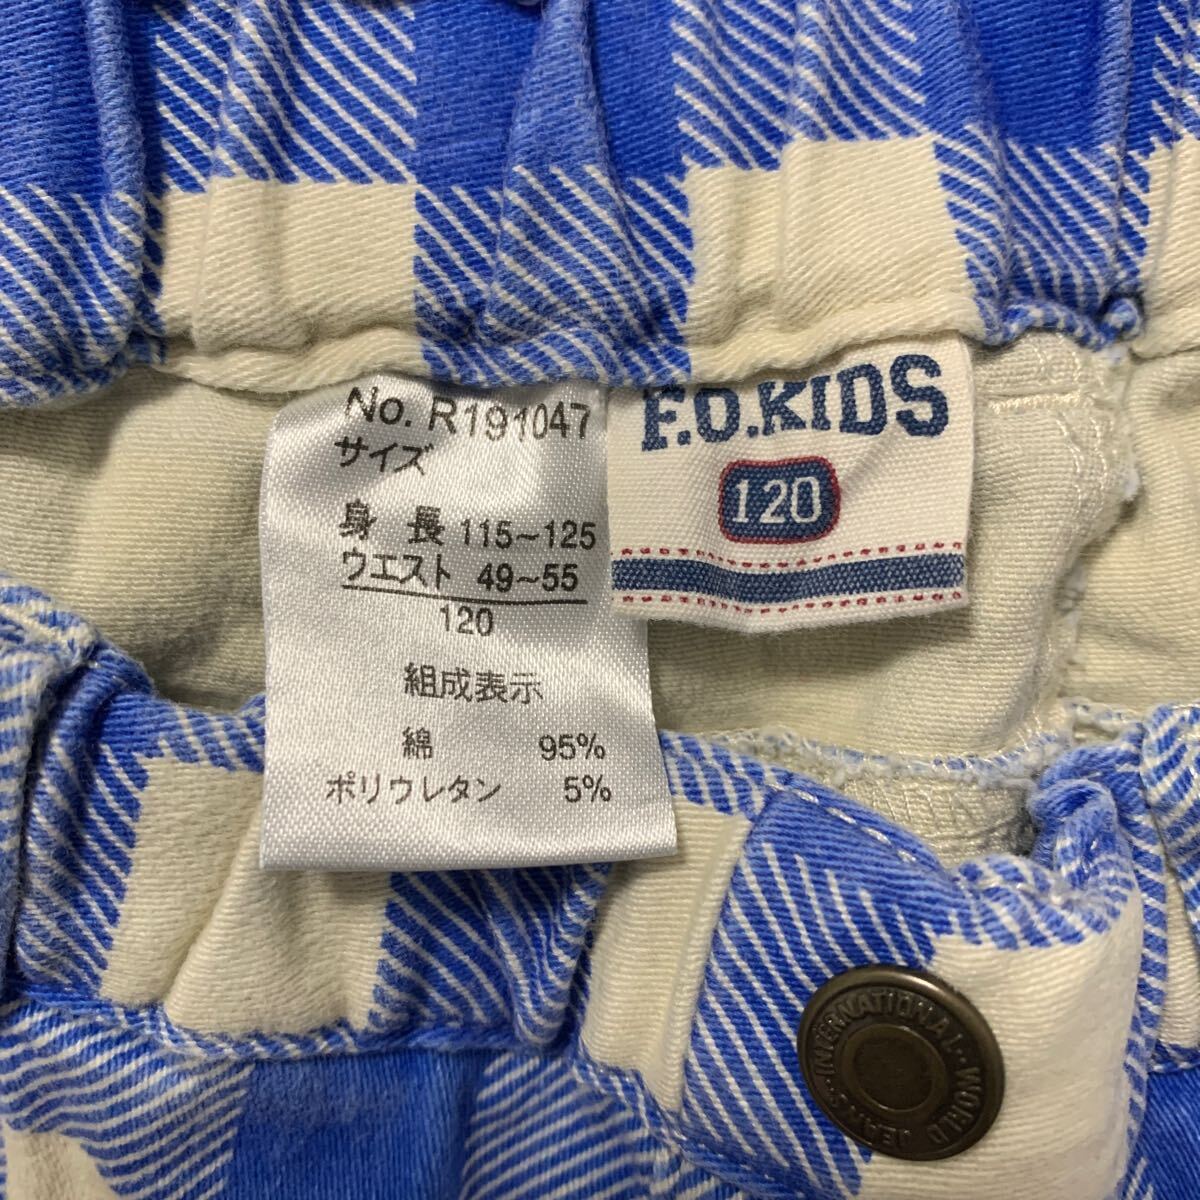 No. R191047
サイズ
身 長 115~125
ウエスト 49~55
120
組成表示
綿 95%
ポリウレタン 5%
F.O.KIDS
120
INTERNATIONAL WORLD JEANS